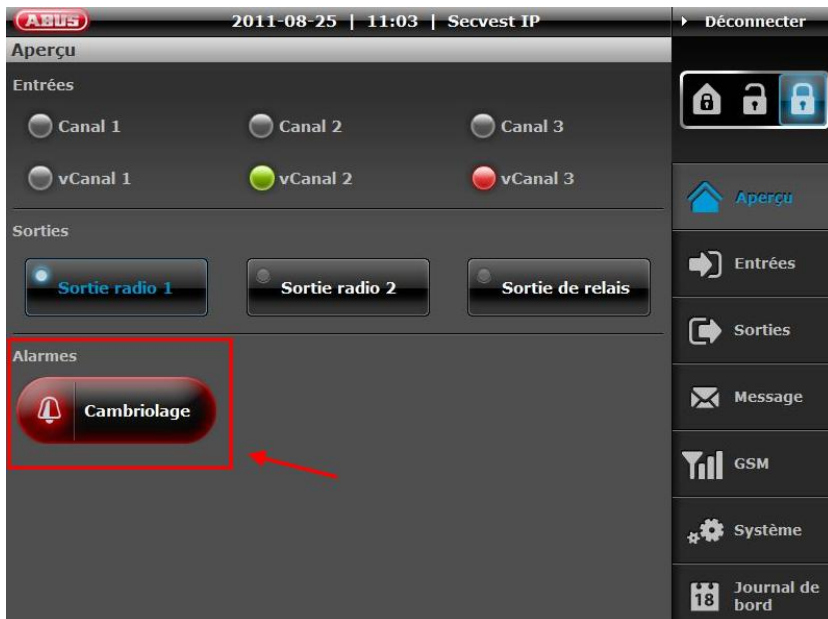 ABUS 2011-08-25 | 11:03 | Secvest IP Déconnecter
Aperçu
Entrées
Canal 1 Canal 2 Canal 3
vCanal 1 vCanal 2 vCanal 3
Sorties
Sortie radio 1 Sortie radio 2 Sortie de relais
Alarmes
Cambriolage
Aperçu
Entrées
Sorties
Message
GSM
Système
18 Journal de
bord